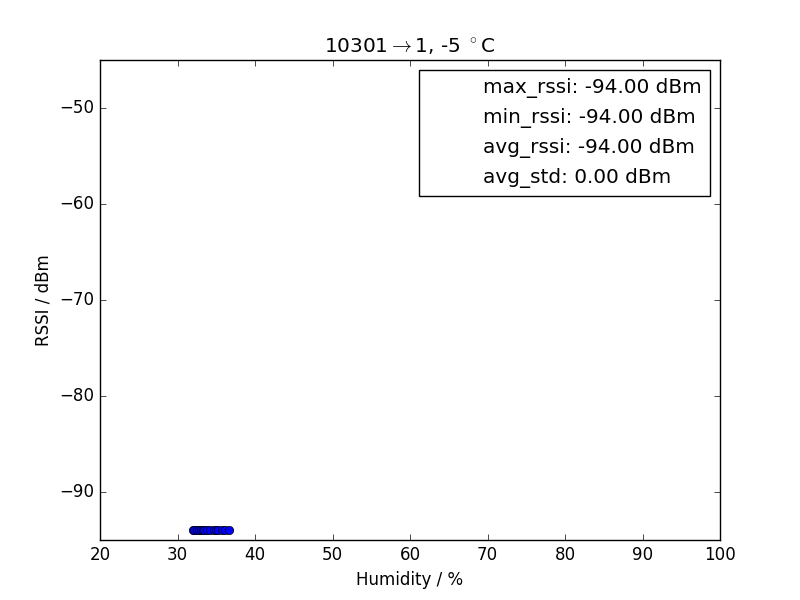 10301→1, -5 °C
max_rssi: -94.00 dBm
min_rssi: -94.00 dBm
avg_rssi: -94.00 dBm
avg_std: 0.00 dBm
RSSI / dBm
−50
−60
−70
−80
−90
20 30 40 50 60 70 80 90 100
Humidity / %